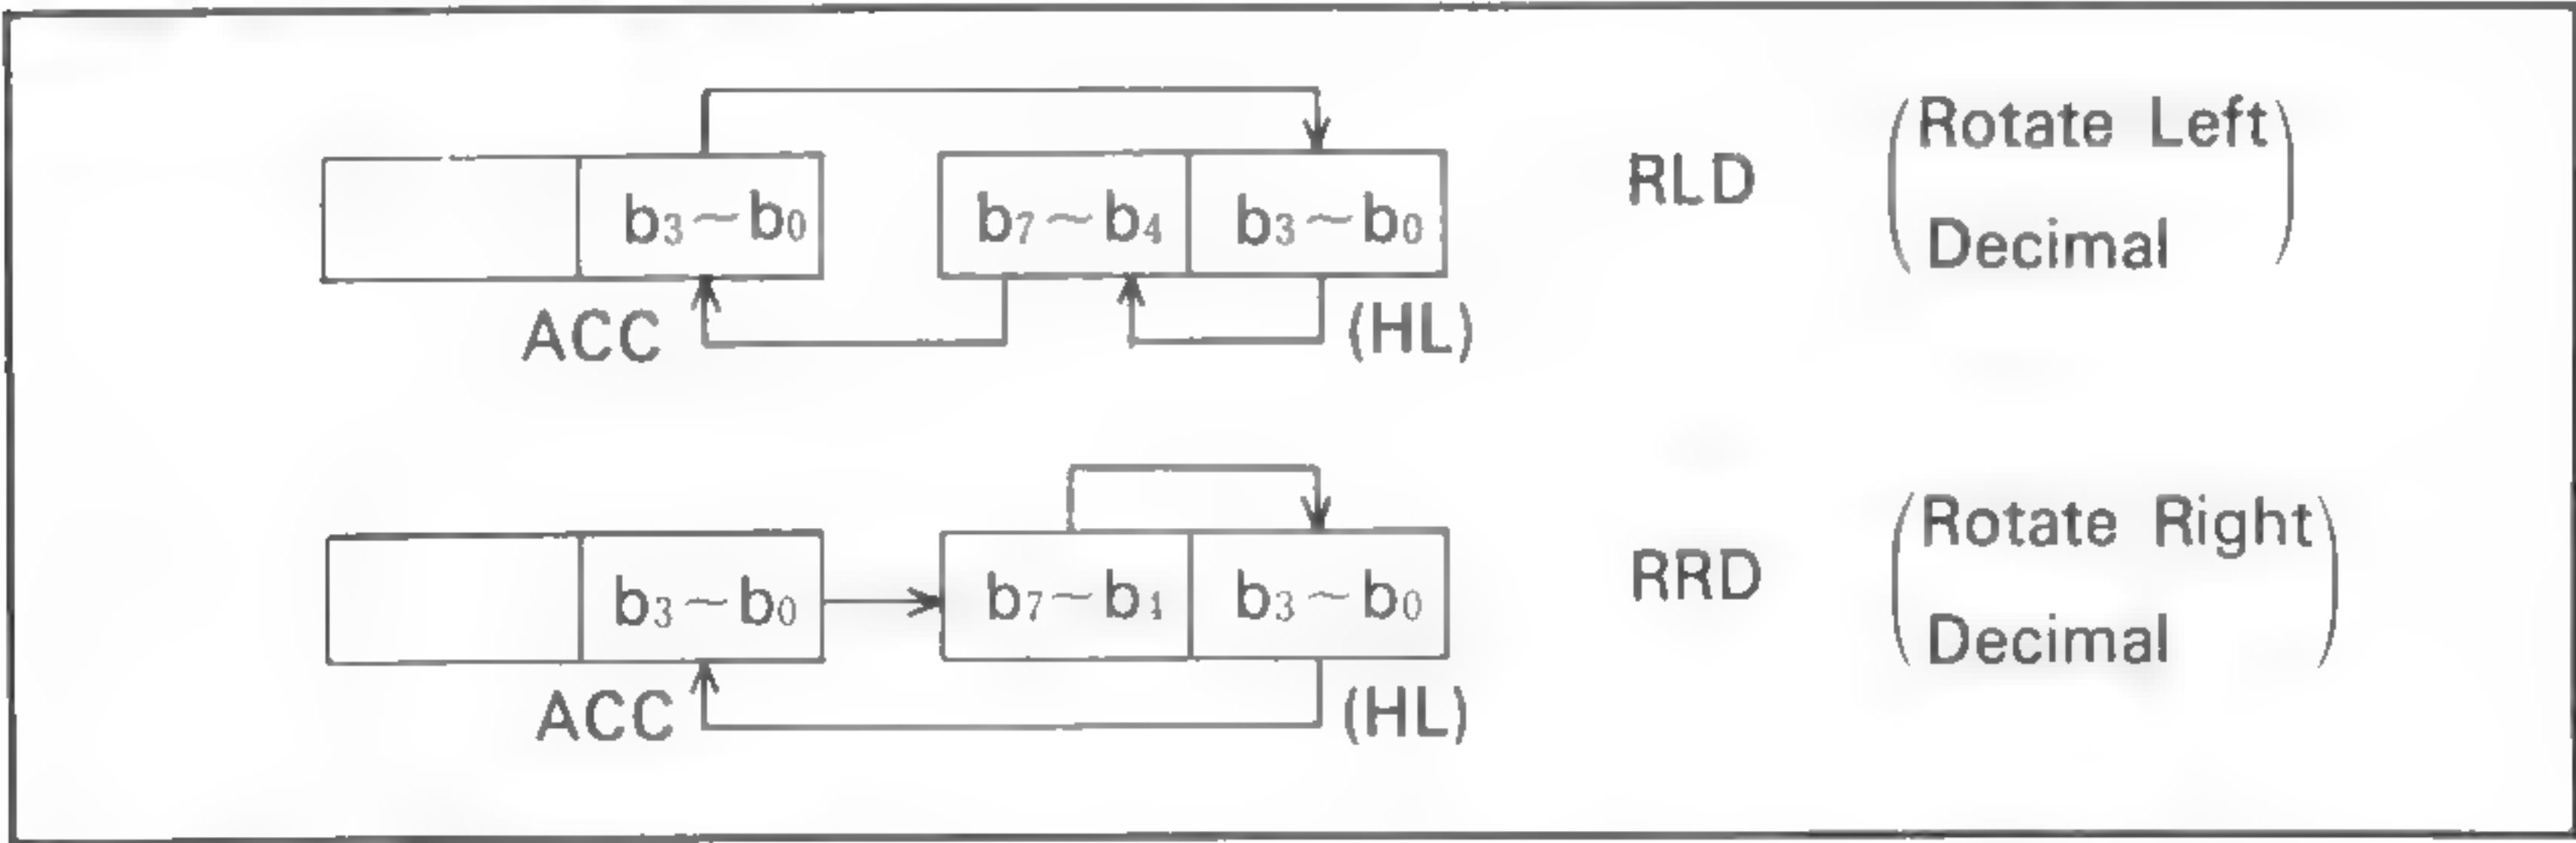 b₃~b₀ b₇~b₄ b₃~b₀ RLD (Rotate Left
Decimal)
ACC (HL)
b₃~b₀ b₇~b₄ b₃~b₀ RRD (Rotate Right
Decimal)
ACC (HL)